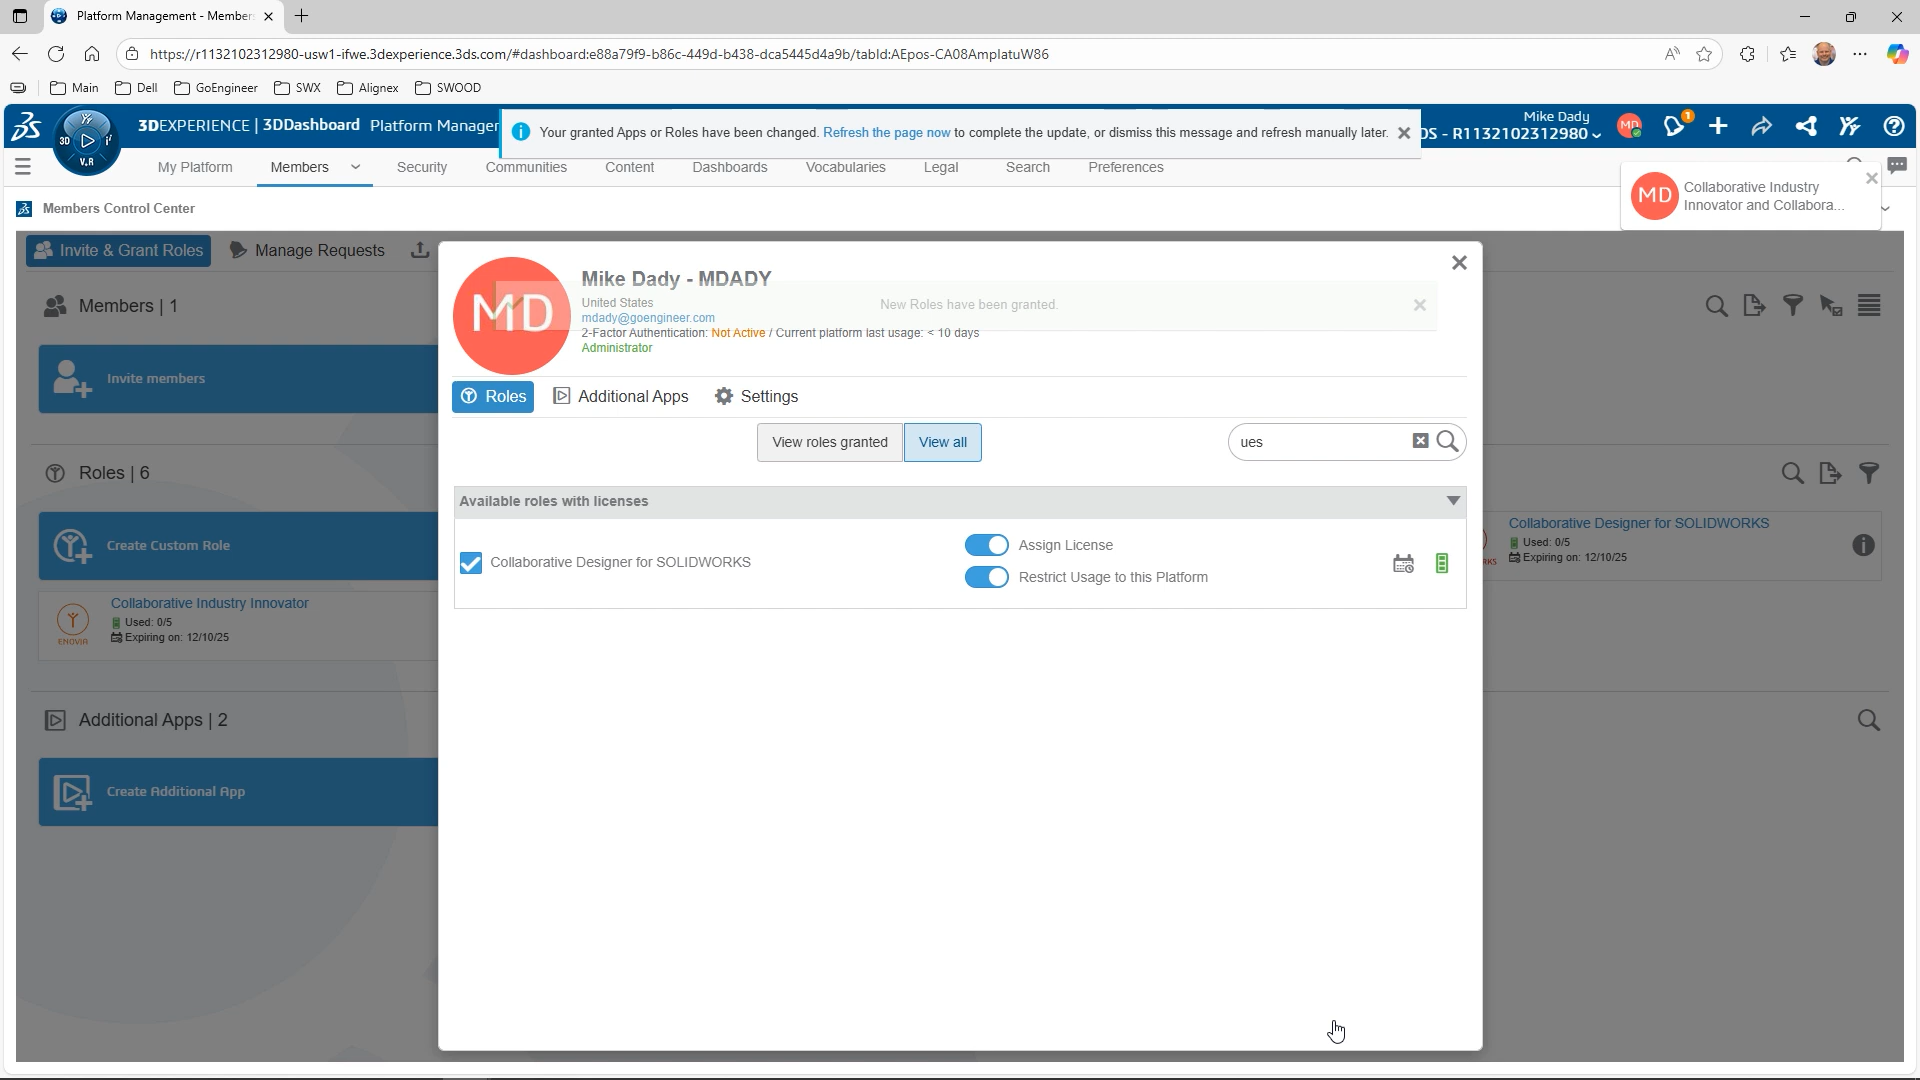 Platform Management - Member
https://r1132102312980-usw1-ifwe.3dexperience.3ds.com/#dashboard:e88a79f9-b86c-449d-b438-dca5445d4a9b/tabId:AEpos-CA08AmplatuW86
Main
Dell
GoEngineer
SWX
Alignex
SWOOD
3DEXPERIENCE | 3DDashboard Platform Manager
Your granted Apps or Roles have been changed. Refresh the page now to complete the update, or dismiss this message and refresh manually later.
Mike Dady
DS - R1132102312980
MD
1
3D
V.R
My Platform
Members
Security
Communities
Content
Dashboards
Vocabularies
Legal
Search
Preferences
Members Control Center
MD
Collaborative Industry
Innovator and Collabora...
Invite & Grant Roles
Manage Requests
Members | 1
Invite members
Roles | 6
Create Custom Role
Collaborative Industry Innovator
Used: 0/5
Expiring on: 12/10/25
ENOVIA
Additional Apps | 2
Create Additional App
MD
Mike Dady - MDADY
United States
New Roles have been granted.
mdady@goengineer.com
2-Factor Authentication: Not Active / Current platform last usage: < 10 days
Administrator
Roles
Additional Apps
Settings
View roles granted
View all
ues
Available roles with licenses
Collaborative Designer for SOLIDWORKS
Assign License
Restrict Usage to this Platform
Collaborative Designer for SOLIDWORKS
Used: 0/5
Expiring on: 12/10/25